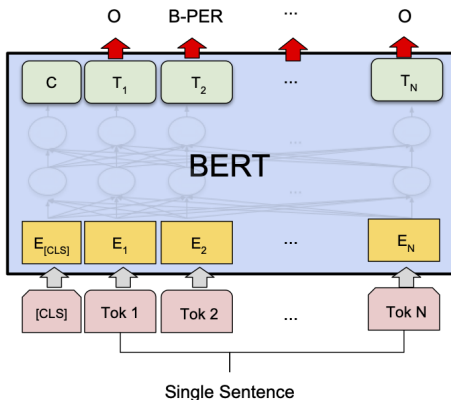 O B-PER ... O
C T1 T2 ... TN
...
BERT
...
E[CLS] E1 E2 ... EN
[CLS] Tok 1 Tok 2 ... Tok N
Single Sentence